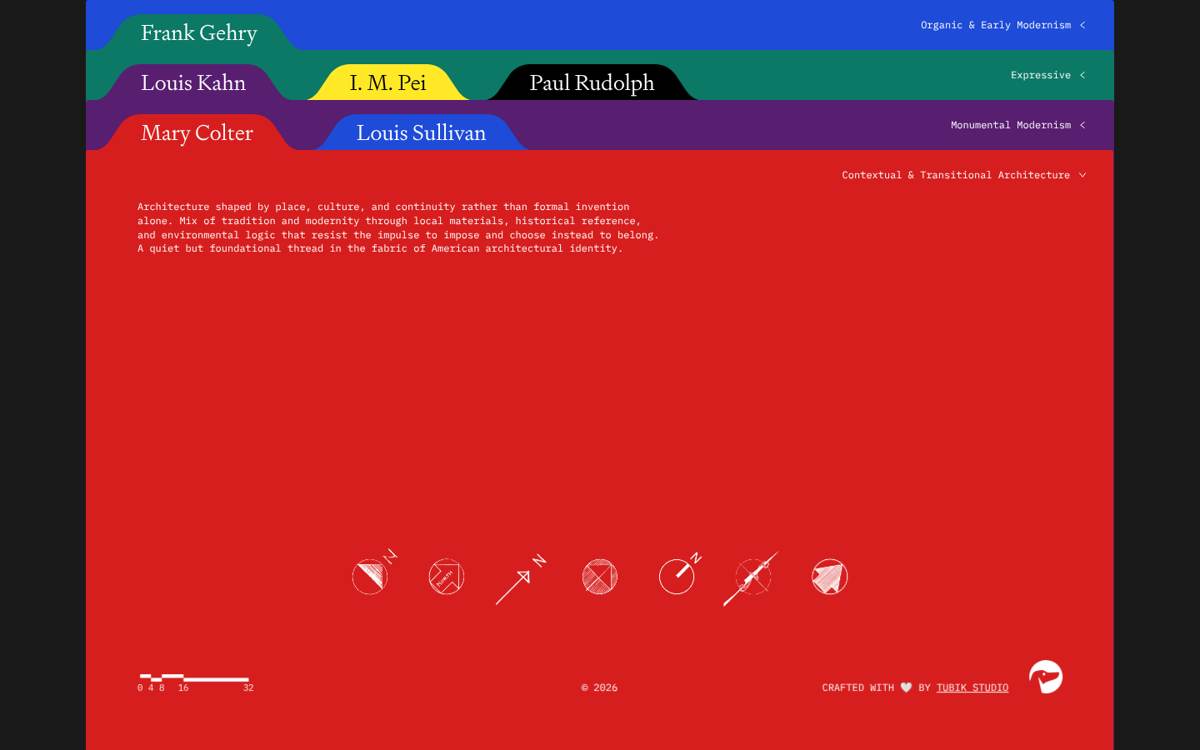 Frank Gehry
Organic & Early Modernism <
Louis Kahn
I. M. Pei
Paul Rudolph
Expressive <
Mary Colter
Louis Sullivan
Monumental Modernism <
Contextual & Transitional Architecture
Architecture shaped by place, culture, and continuity rather than formal invention
alone. Mix of tradition and modernity through local materials, historical reference,
and environmental logic that resist the impulse to impose and choose instead to belong.
A quiet but foundational thread in the fabric of American architectural identity.
N
NORTH
N
N
0 4 8 16 32
© 2026
CRAFTED WITH 🤍 BY TUBIK STUDIO